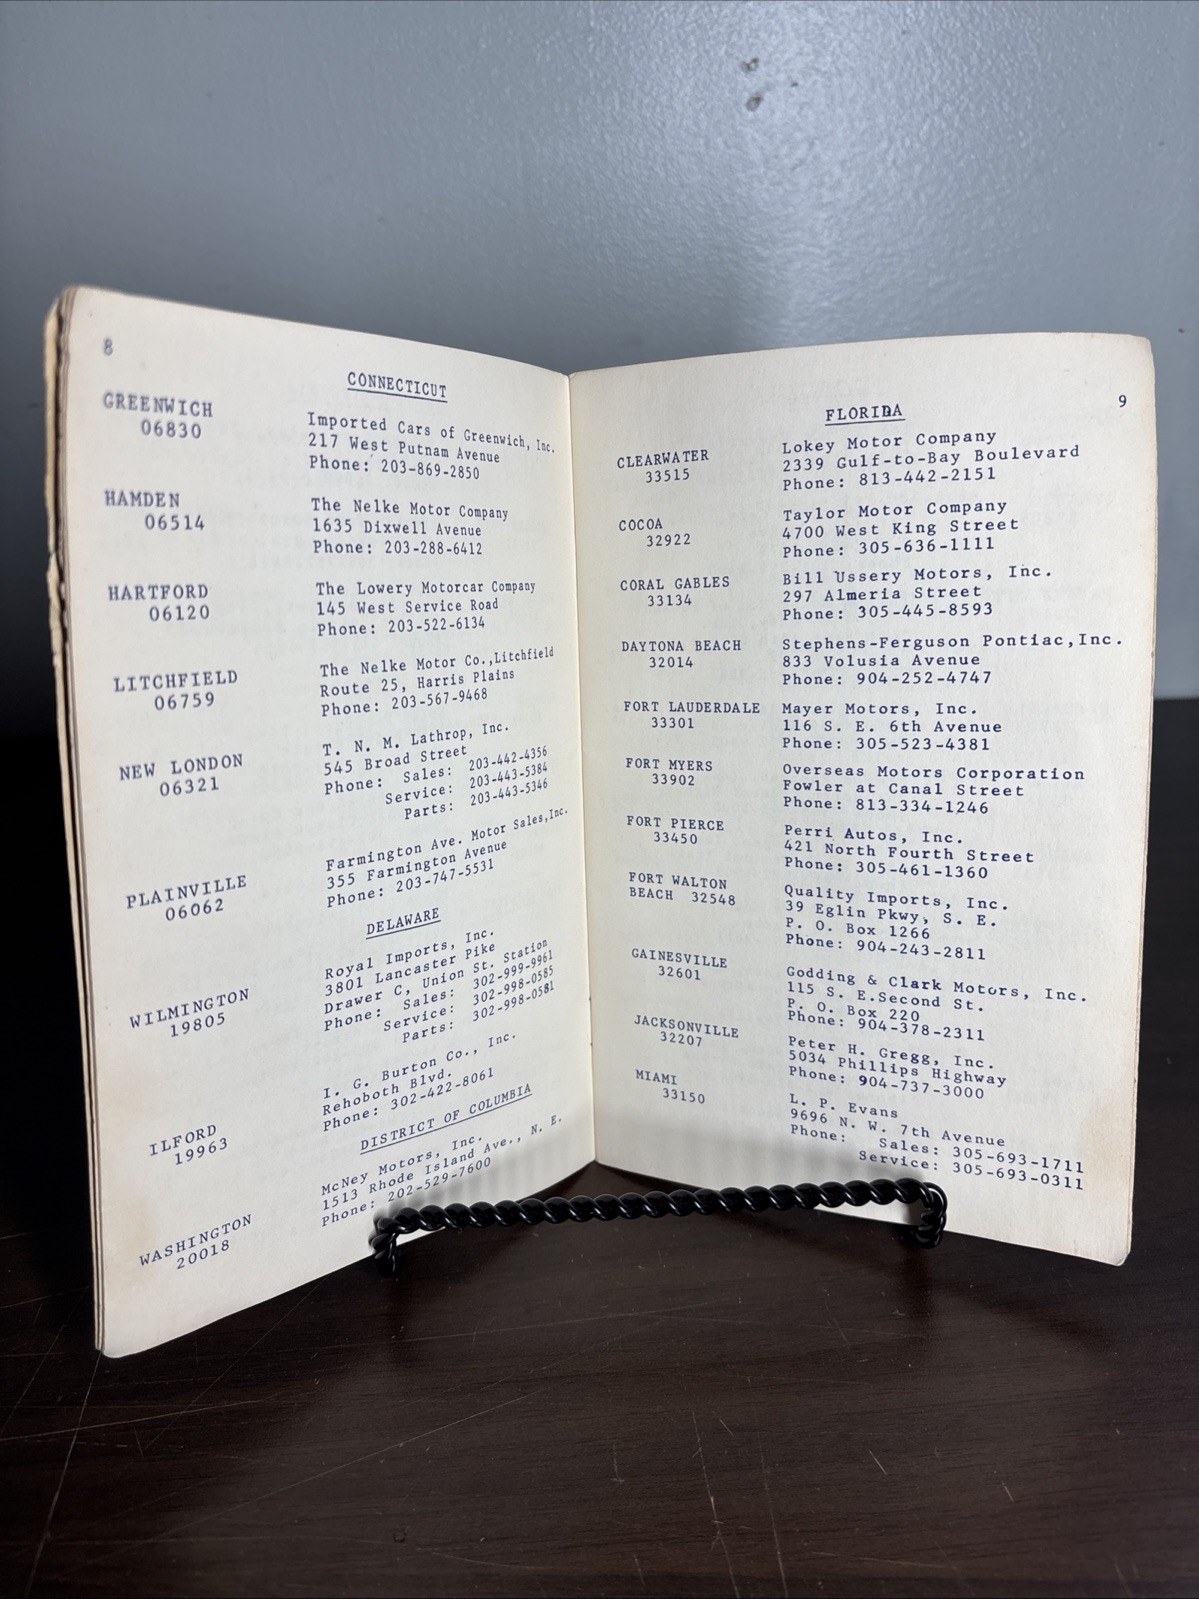 8
CONNECTICUT
GREENWICH
06830
Imported Cars of Greenwich, Inc.
217 West Putnam Avenue
Phone: 203-869-2850
HAMDEN
06514
The Nelke Motor Company
1635 Dixwell Avenue
Phone: 203-288-6412
HARTFORD
06120
The Lowery Motorcar Company
145 West Service Road
Phone: 203-522-6134
LITCHFIELD
06759
The Nelke Motor Co.,Litchfield
Route 25, Harris Plains
Phone: 203-567-9468
NEW LONDON
06321
T. N. M. Lathrop, Inc.
545 Broad Street
Phone: Sales: 203-442-4356
Service: 203-443-5384
Parts: 203-443-5346
PLAINVILLE
06062
Farmington Ave. Motor Sales,Inc.
355 Farmington Avenue
Phone: 203-747-5531
DELAWARE
WILMINGTON
19805
Royal Imports, Inc.
3801 Lancaster Pike
Drawer C, Union St. Station
Phone: Sales: 302-999-9961
Service: 302-998-0585
Parts: 302-998-0581
ILFORD
19963
I. G. Burton Co., Inc.
Rehoboth Blvd.
Phone: 302-422-8061
DISTRICT OF COLUMBIA
WASHINGTON
20018
McNey Motors, Inc.
1513 Rhode Island Ave., N. E.
Phone: 202-529-7600
9
FLORIDA
CLEARWATER
33515
Lokey Motor Company
2339 Gulf-to-Bay Boulevard
Phone: 813-442-2151
COCOA
32922
Taylor Motor Company
4700 West King Street
Phone: 305-636-1111
CORAL GABLES
33134
Bill Ussery Motors, Inc.
297 Almeria Street
Phone: 305-445-8593
DAYTONA BEACH
32014
Stephens-Ferguson Pontiac,Inc.
833 Volusia Avenue
Phone: 904-252-4747
FORT LAUDERDALE
33301
Mayer Motors, Inc.
116 S. E. 6th Avenue
Phone: 305-523-4381
FORT MYERS
33902
Overseas Motors Corporation
Fowler at Canal Street
Phone: 813-334-1246
FORT PIERCE
33450
Perri Autos, Inc.
421 North Fourth Street
Phone: 305-461-1360
FORT WALTON
BEACH 32548
Quality Imports, Inc.
39 Eglin Pkwy, S. E.
P. O. Box 1266
Phone: 904-243-2811
GAINESVILLE
32601
Godding & Clark Motors, Inc.
115 S. E.Second St.
P. O. Box 220
Phone: 904-378-2311
JACKSONVILLE
32207
Peter H. Gregg, Inc.
5034 Phillips Highway
Phone: 904-737-3000
MIAMI
33150
L. P. Evans
9696 N. W. 7th Avenue
Phone: Sales: 305-693-1711
Service: 305-693-0311